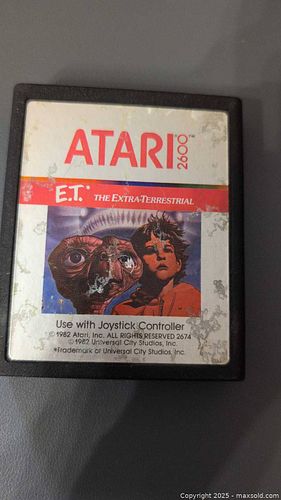 ATARI® 2600™
E.T.* THE EXTRA-TERRESTRIAL
Use with Joystick Controller
© 1982 Atari, Inc. ALL RIGHTS RESERVED 2674
© 1982 Universal City Studios, Inc.
*Trademark of Universal City Studios, Inc.
Copyright © 2025 - maxsold.com